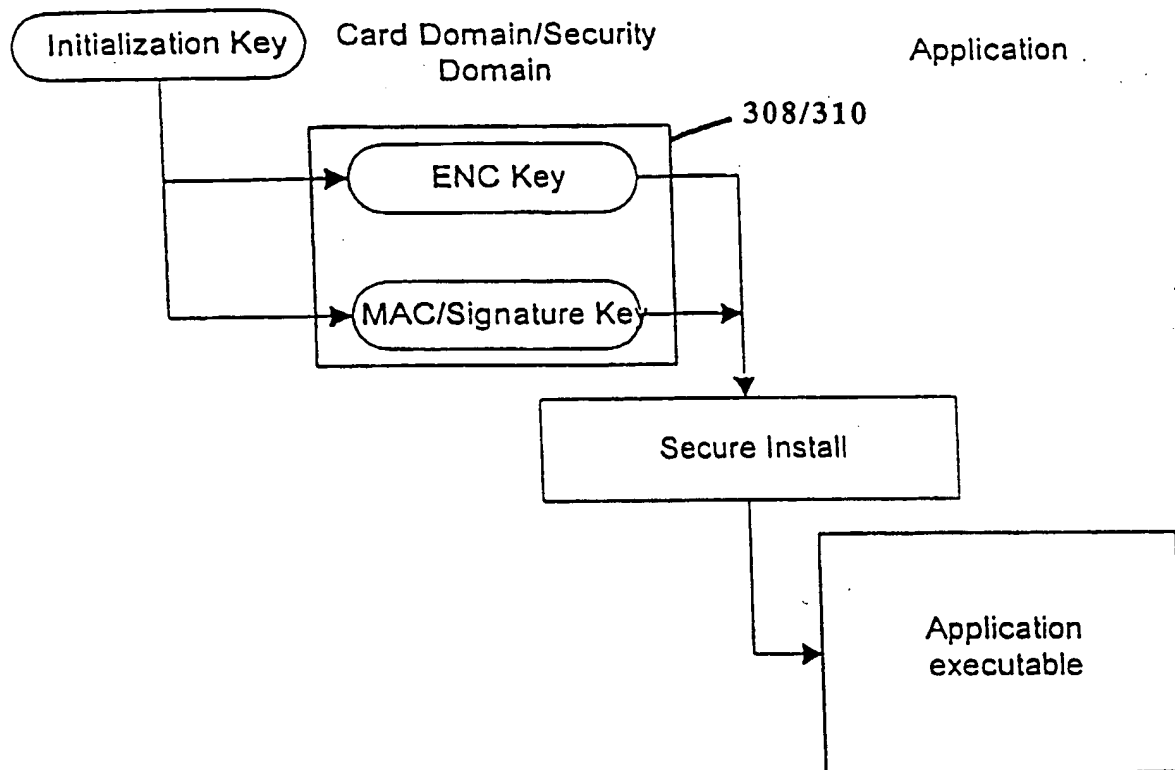 Initialization Key
Card Domain/Security
Domain
Application
308/310
ENC Key
MAC/Signature Key
Secure Install
Application
executable